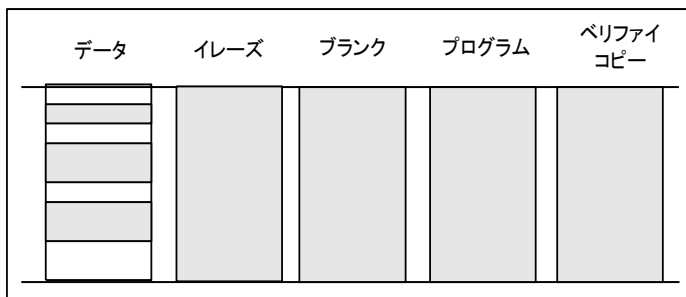 データ
イレーズ
ブランク
プログラム
ベリファイ
コピー